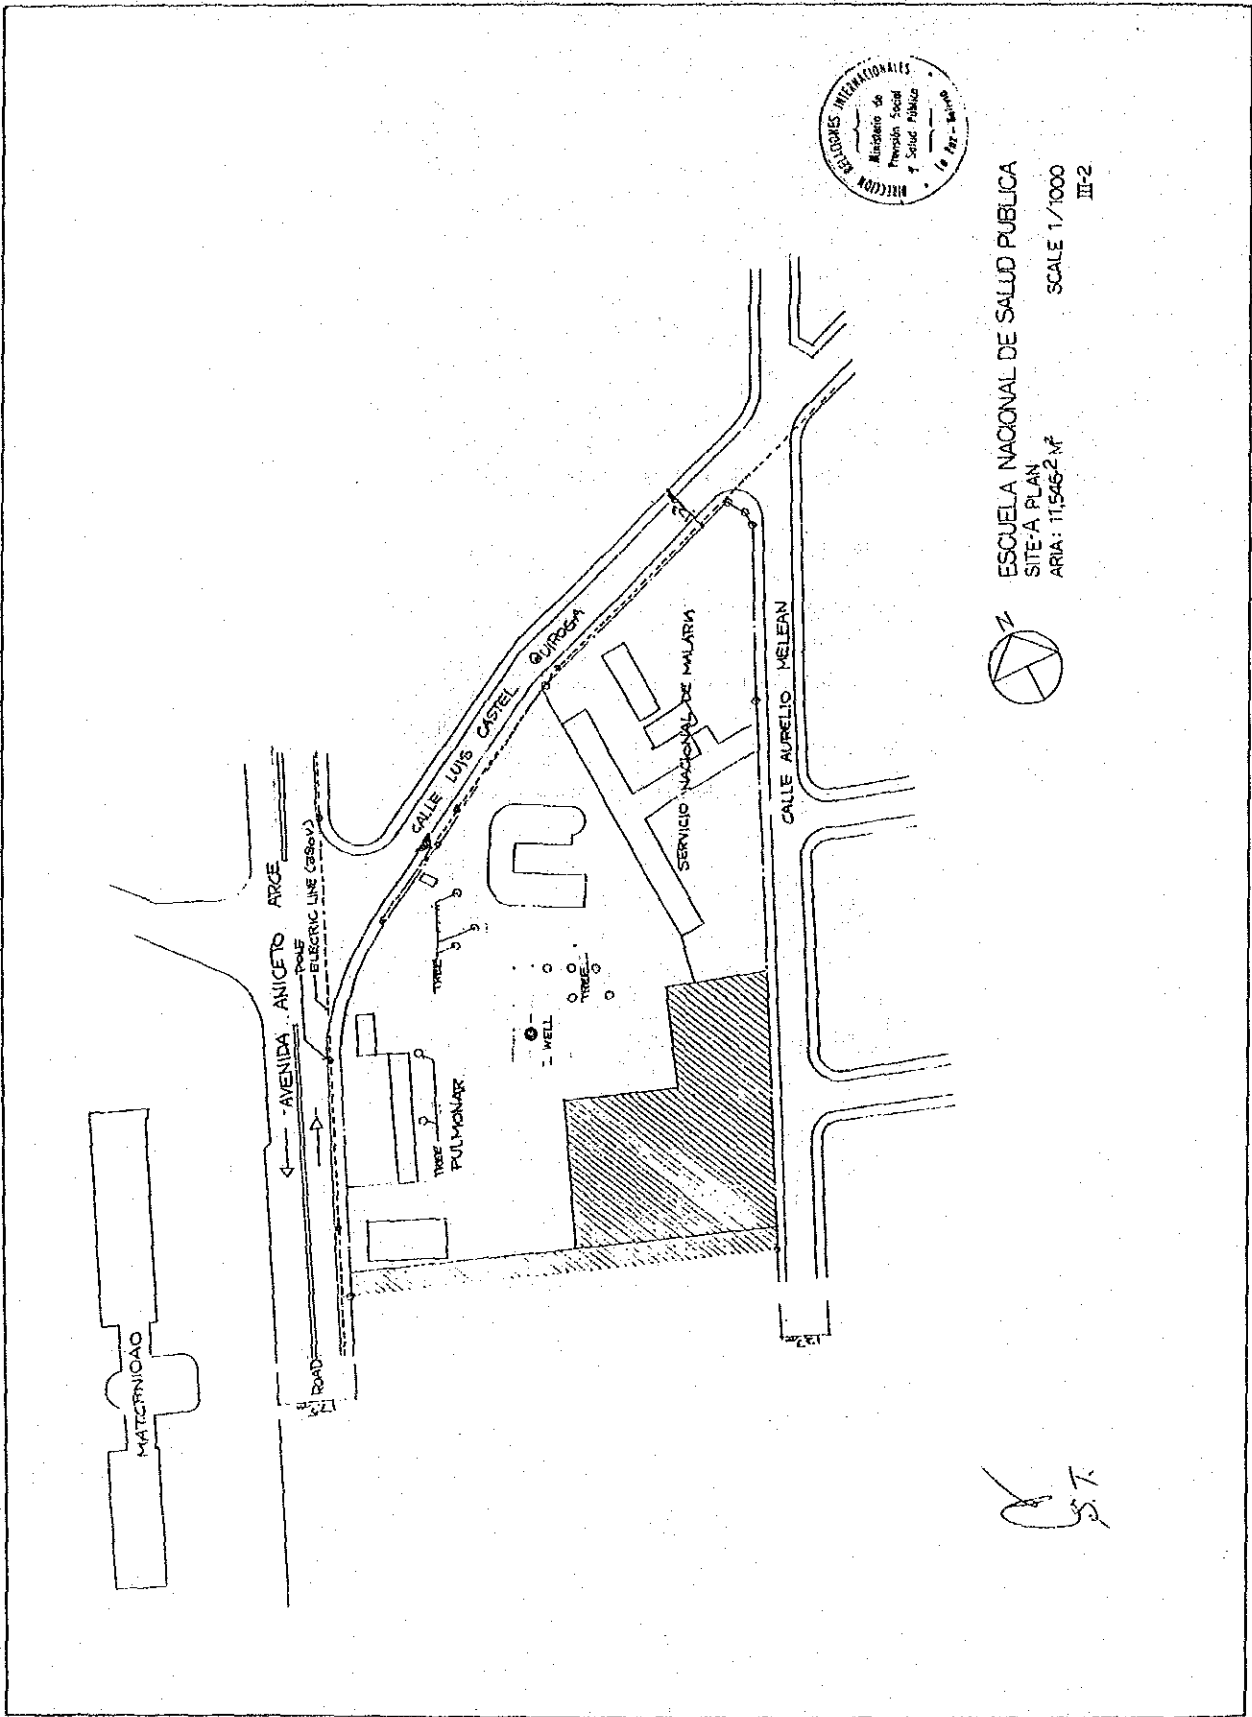 MATERNIDAD
AVENIDA ANICETO ARCE
POLE
ELECTRIC LINE (380V)
ROAD
CALLE LUIS CASTEL QUIROGA
TREE
TREE
PULMONAR
TREE
WELL
SERVICIO NACIONAL DE MALARIA
CALLE AURELIO MELEAN
DIRECCION RELACIONES INTERNACIONALES
Ministerio de
Previsión Social
y Salud Pública
La Paz - Bolivia
N
ESCUELA NACIONAL DE SALUD PUBLICA
SITE-A PLAN
ARIA: 11,546.2 M²
SCALE 1/1000
III-2
S.T.